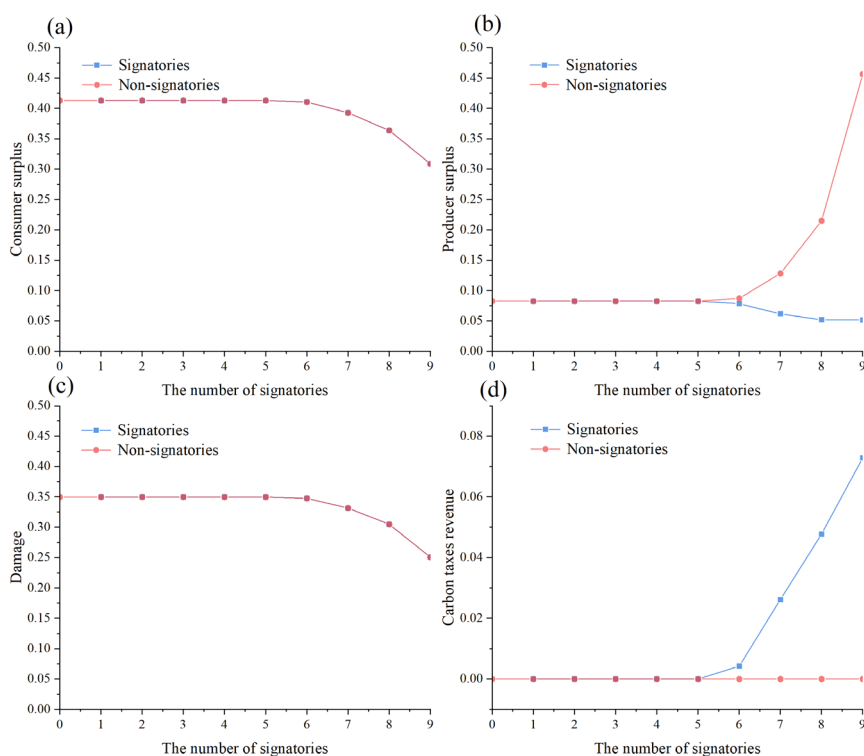 (a)
0.50
0.45
0.40
0.35
0.30
0.25
0.20
0.15
0.10
0.05
0.00
Consumer surplus
Signatories
Non-signatories
0 1 2 3 4 5 6 7 8 9
The number of signatories
(b)
0.50
0.45
0.40
0.35
0.30
0.25
0.20
0.15
0.10
0.05
0.00
Producer surplus
Signatories
Non-signatories
0 1 2 3 4 5 6 7 8 9
The number of signatories
(c)
0.50
0.45
0.40
0.35
0.30
0.25
0.20
0.15
0.10
0.05
0.00
Damage
Signatories
Non-signatories
0 1 2 3 4 5 6 7 8 9
The number of signatories
(d)
0.08
0.06
0.04
0.02
0.00
Carbon taxes revenue
Signatories
Non-signatories
0 1 2 3 4 5 6 7 8 9
The number of signatories